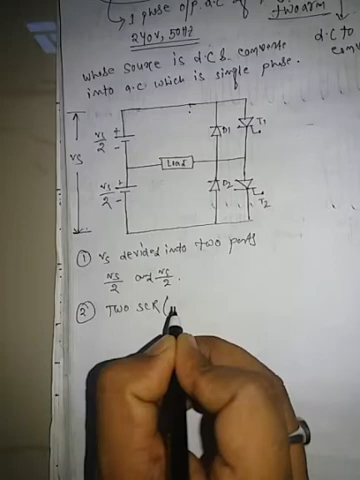 1 phase o/p a.c
two arm
240V, 50Hz
d.c to
whose source is d.c & converts
into a.c which is single phase.
Vs/2
+
-
D1
T1
Vs
Load
Vs/2
+
-
D2
T2
① Vs devided into two parts
Vs/2 and Vs/2.
② Two SCR (